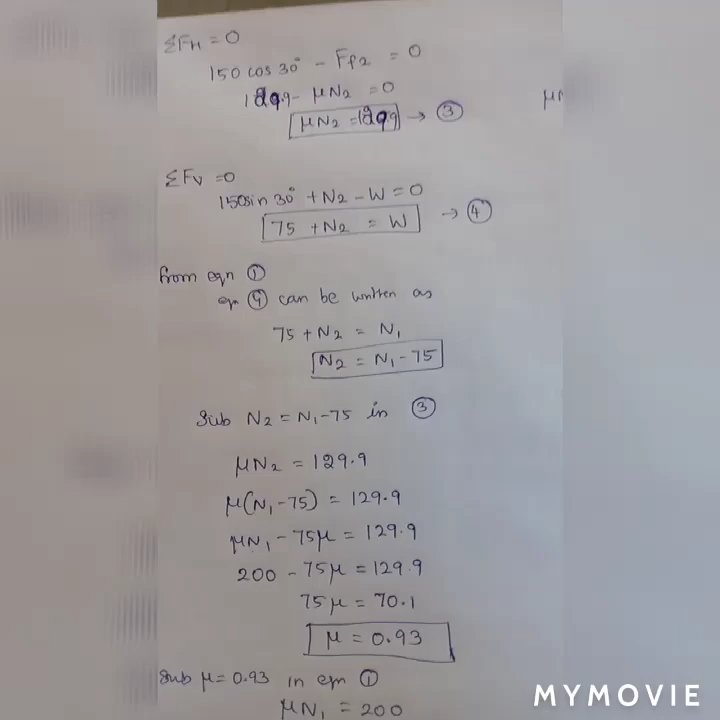 ΣFH = 0
150 cos 30° - Ff2 = 0
129.9 - μN2 = 0
μN2 = 129.9 → ③
ΣFV = 0
150sin 30° + N2 - W = 0
75 + N2 = W → ④
from eqn ①
eqn ④ can be written as
75 + N2 = N1
N2 = N1 - 75
Sub N2 = N1-75 in ③
μN2 = 129.9
μ(N1 - 75) = 129.9
μN1 - 75μ = 129.9
200 - 75μ = 129.9
75μ = 70.1
μ = 0.93
Sub μ = 0.93 in eqn ①
μN1 = 200
MYMOVIE